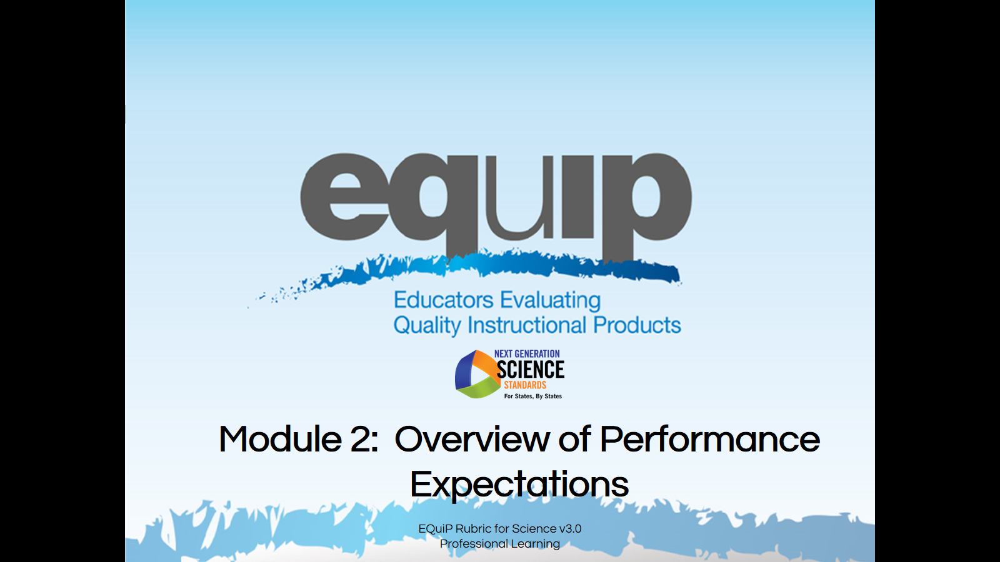 equip
Educators Evaluating
Quality Instructional Products
NEXT GENERATION
SCIENCE
STANDARDS
For States, By States
Module 2: Overview of Performance
Expectations
EQuiP Rubric for Science v3.0
Professional Learning